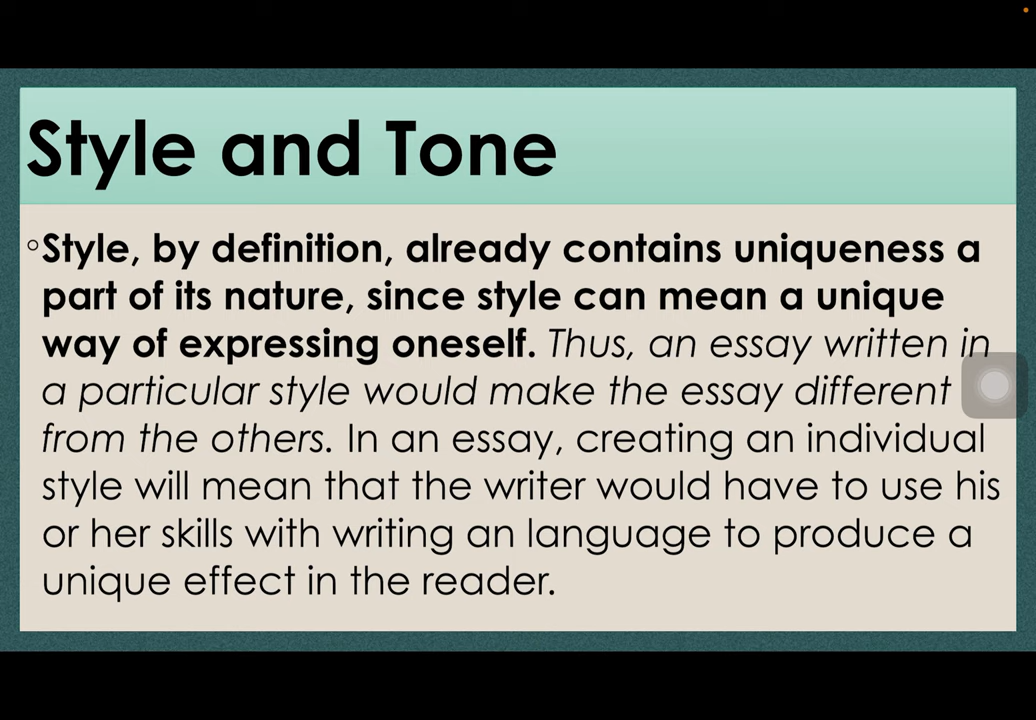 Style and Tone
◦Style, by definition, already contains uniqueness a
part of its nature, since style can mean a unique
way of expressing oneself. Thus, an essay written in
a particular style would make the essay different
from the others. In an essay, creating an individual
style will mean that the writer would have to use his
or her skills with writing an language to produce a
unique effect in the reader.